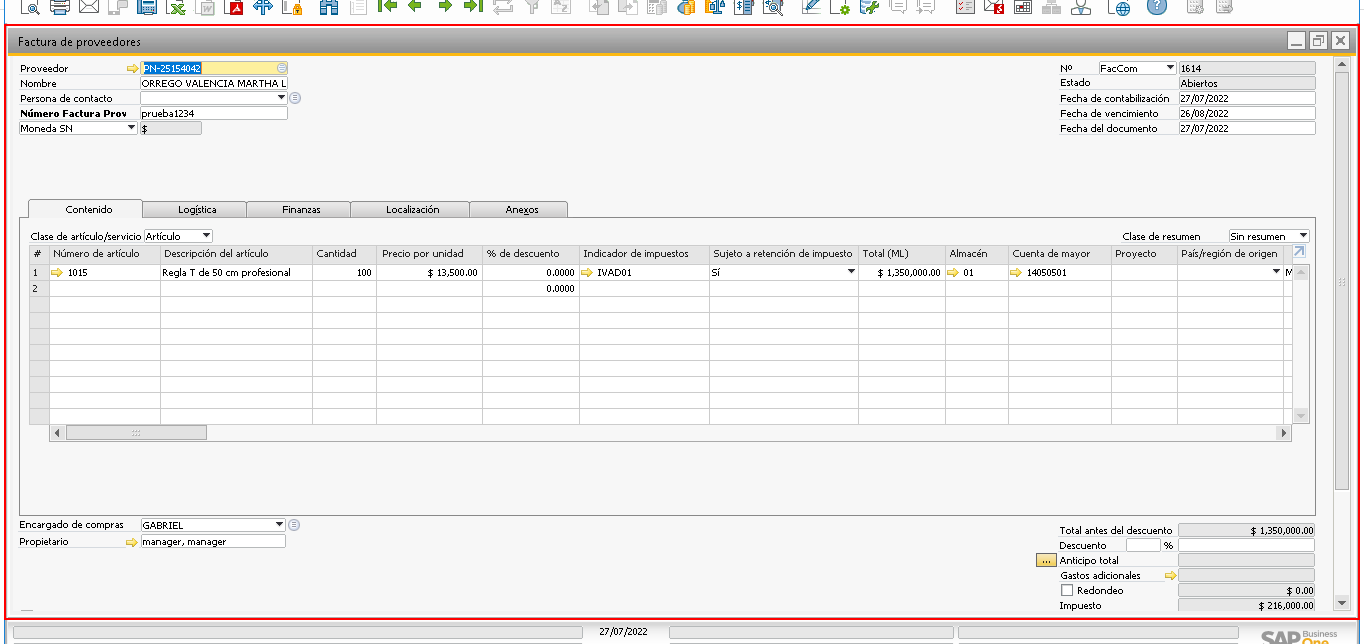 Factura de proveedores
Proveedor PN-25154042
Nombre ORREGO VALENCIA MARTHA L
Persona de contacto
Número Factura Prov prueba1234
Moneda SN $
Nº FacCom 1614
Estado Abiertos
Fecha de contabilización 27/07/2022
Fecha de vencimiento 26/08/2022
Fecha del documento 27/07/2022
Contenido Logística Finanzas Localización Anexos
Clase de artículo/servicio Artículo Clase de resumen Sin resumen
# Número de artículo Descripción del artículo Cantidad Precio por unidad % de descuento Indicador de impuestos Sujeto a retención de impuesto Total (ML) Almacén Cuenta de mayor Proyecto País/región de origen
1 1015 Regla T de 50 cm profesional 100 $ 13,500.00 0.0000 IVAD01 Sí $ 1,350,000.00 01 14050501 M
2 0.0000
Encargado de compras GABRIEL
Propietario manager, manager
Total antes del descuento $ 1,350,000.00
Descuento %
... Anticipo total
Gastos adicionales
Redondeo $ 0.00
Impuesto $ 216,000.00
27/07/2022
SAP Business One